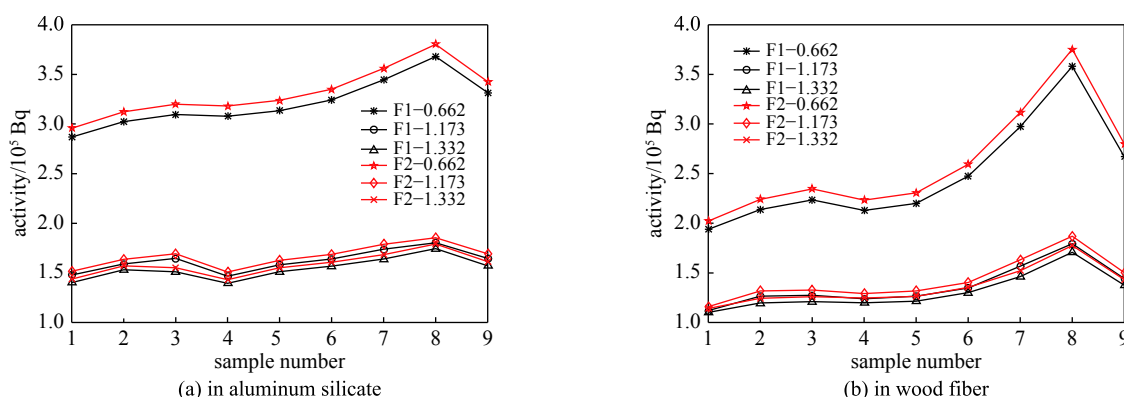 4.0
3.5
3.0
2.5
2.0
1.5
1.0
activity/10⁵ Bq
F1−0.662
F1−1.173
F1−1.332
F2−0.662
F2−1.173
F2−1.332
1 2 3 4 5 6 7 8 9
sample number
(a) in aluminum silicate
4.0
3.5
3.0
2.5
2.0
1.5
1.0
activity/10⁵ Bq
F1−0.662
F1−1.173
F1−1.332
F2−0.662
F2−1.173
F2−1.332
1 2 3 4 5 6 7 8 9
sample number
(b) in wood fiber